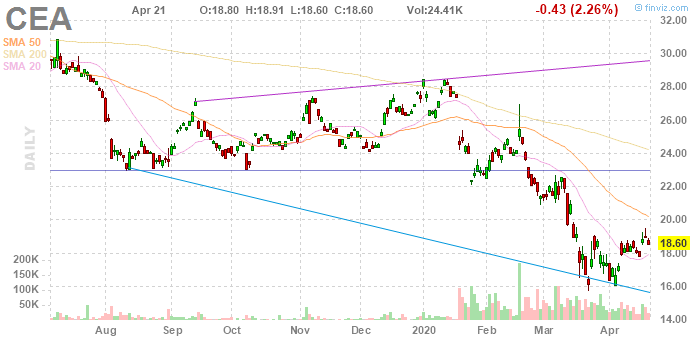 CEA
Apr 21 O:18.80 H:18.91 L:18.60 C:18.60 Vol:24.41K -0.43 (2.26%)
© finviz.com
SMA 50
SMA 200
SMA 20
DAILY
32.00
30.00
28.00
26.00
24.00
22.00
20.00
18.60
18.00
16.00
14.00
200K
150K
100K
50K
Aug Sep Oct Nov Dec 2020 Feb Mar Apr